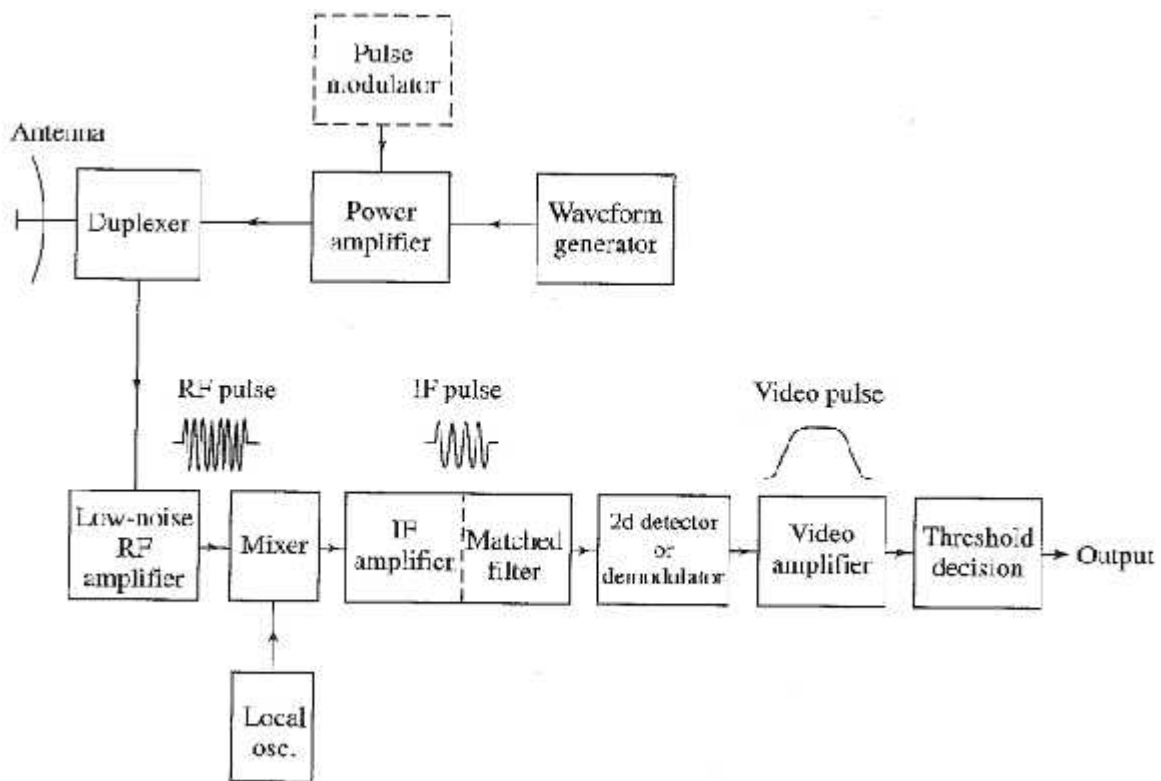 Pulse
modulator
Antenna
Duplexer
Power
amplifier
Waveform
generator
RF pulse
IF pulse
Video pulse
Low-noise
RF
amplifier
Mixer
IF
amplifier
Matched
filter
2d detector
or
demodulator
Video
amplifier
Threshold
decision
Output
Local
osc.